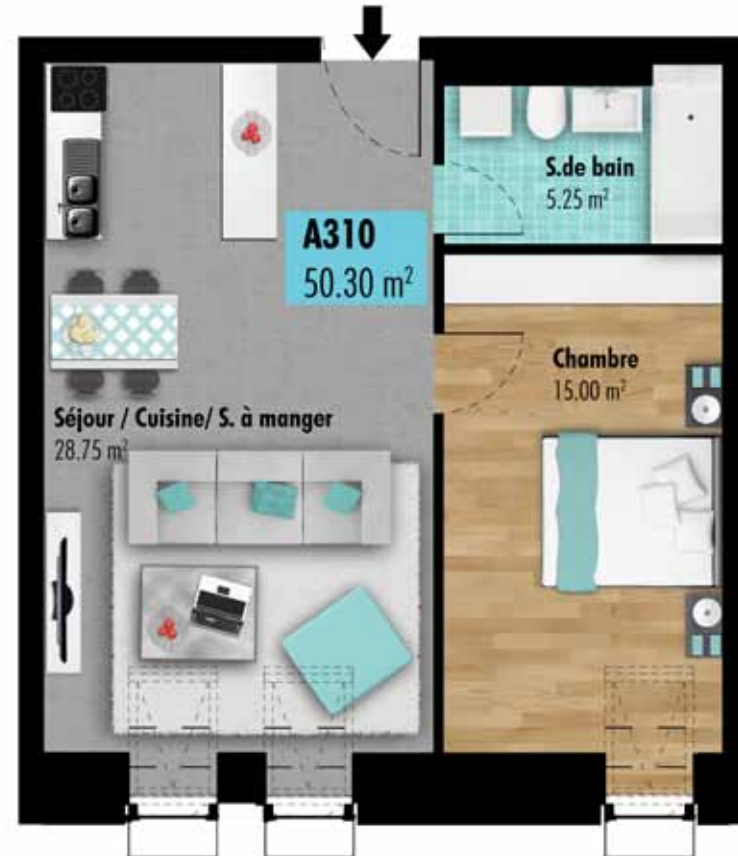 S.de bain
5.25 m²
A310
50.30 m²
Chambre
15.00 m²
Séjour / Cuisine/ S. à manger
28.75 m²